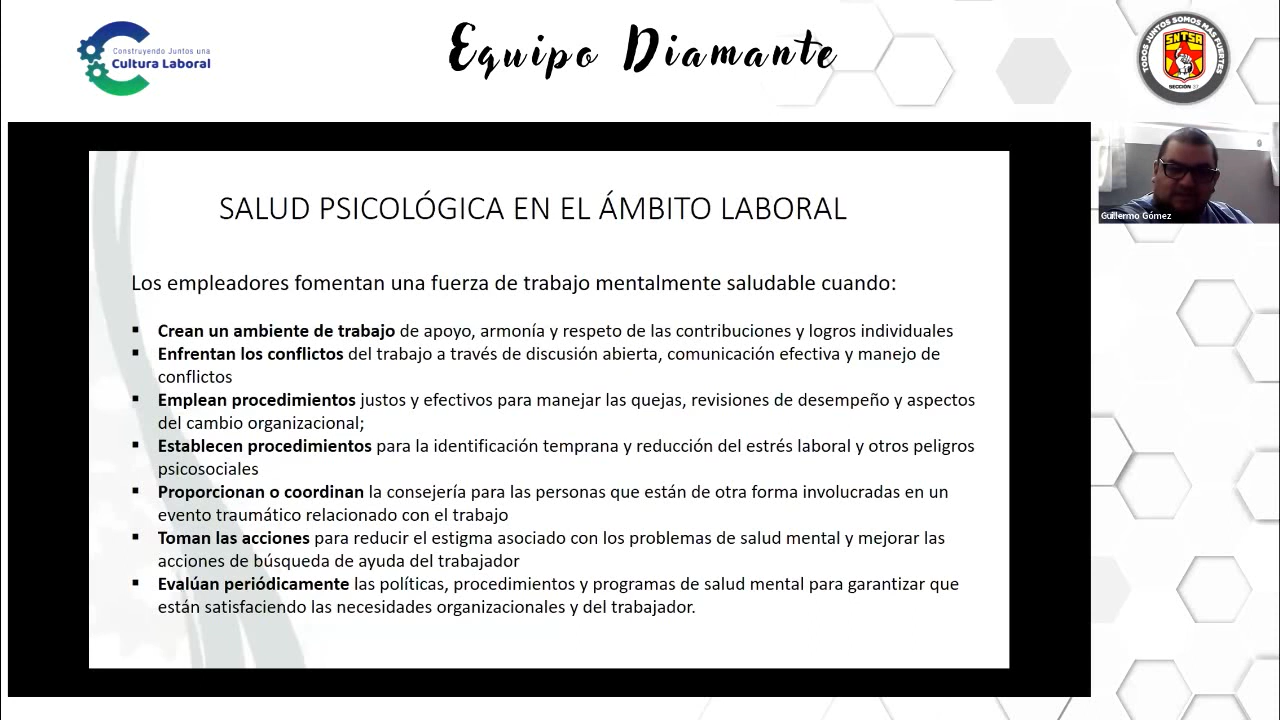 Construyendo Juntos una
Cultura Laboral
Equipo Diamante
TODOS JUNTOS SOMOS MÁS FUERTES
SNTSA
SECCIÓN 37
SALUD PSICOLÓGICA EN EL ÁMBITO LABORAL
Guillermo Gómez
Los empleadores fomentan una fuerza de trabajo mentalmente saludable cuando:
▪ Crean un ambiente de trabajo de apoyo, armonía y respeto de las contribuciones y logros individuales
▪ Enfrentan los conflictos del trabajo a través de discusión abierta, comunicación efectiva y manejo de
conflictos
▪ Emplean procedimientos justos y efectivos para manejar las quejas, revisiones de desempeño y aspectos
del cambio organizacional;
▪ Establecen procedimientos para la identificación temprana y reducción del estrés laboral y otros peligros
psicosociales
▪ Proporcionan o coordinan la consejería para las personas que están de otra forma involucradas en un
evento traumático relacionado con el trabajo
▪ Toman las acciones para reducir el estigma asociado con los problemas de salud mental y mejorar las
acciones de búsqueda de ayuda del trabajador
▪ Evalúan periódicamente las políticas, procedimientos y programas de salud mental para garantizar que
están satisfaciendo las necesidades organizacionales y del trabajador.